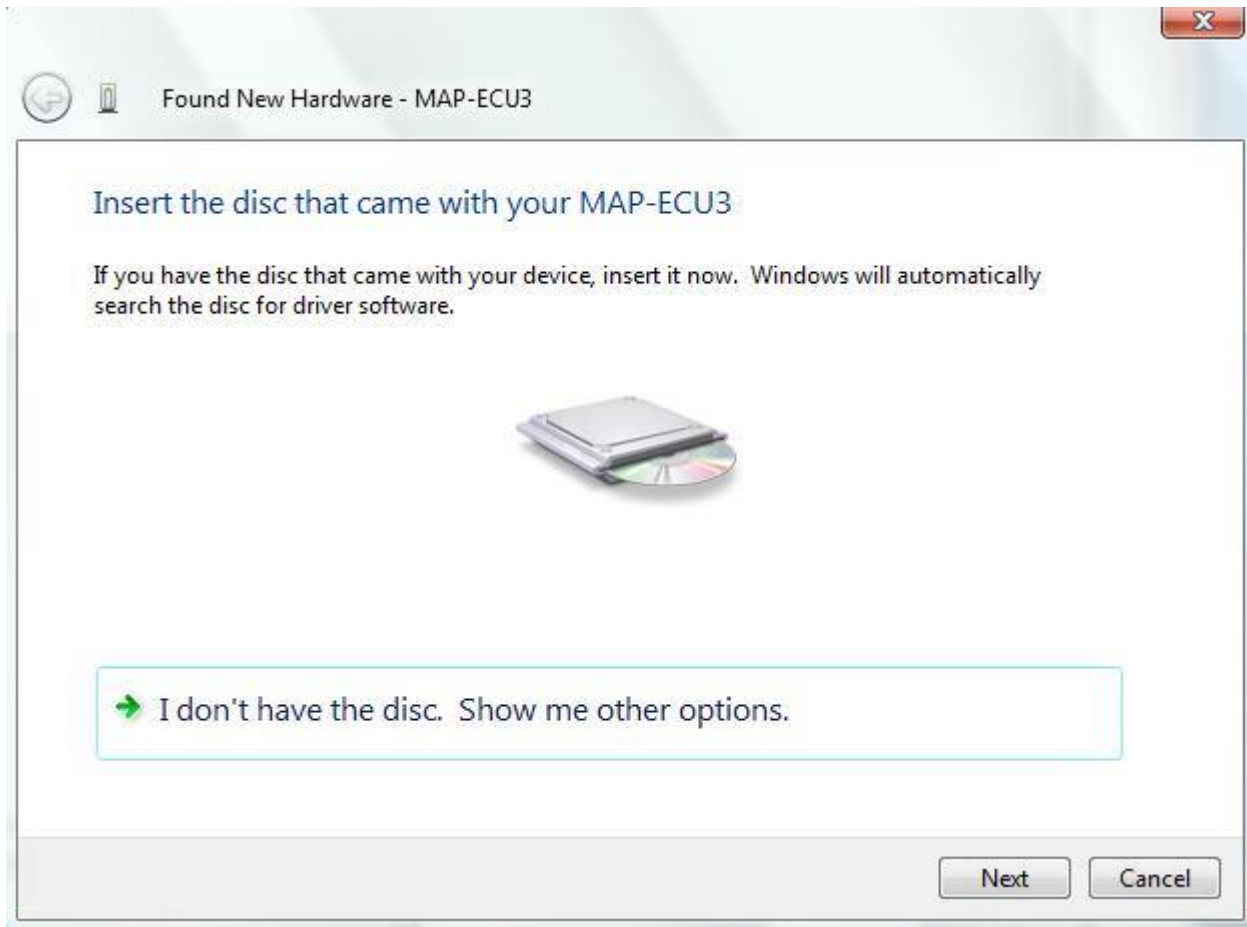 Found New Hardware - MAP-ECU3
Insert the disc that came with your MAP-ECU3
If you have the disc that came with your device, insert it now.  Windows will automatically
search the disc for driver software.
I don't have the disc.  Show me other options.
Next Cancel